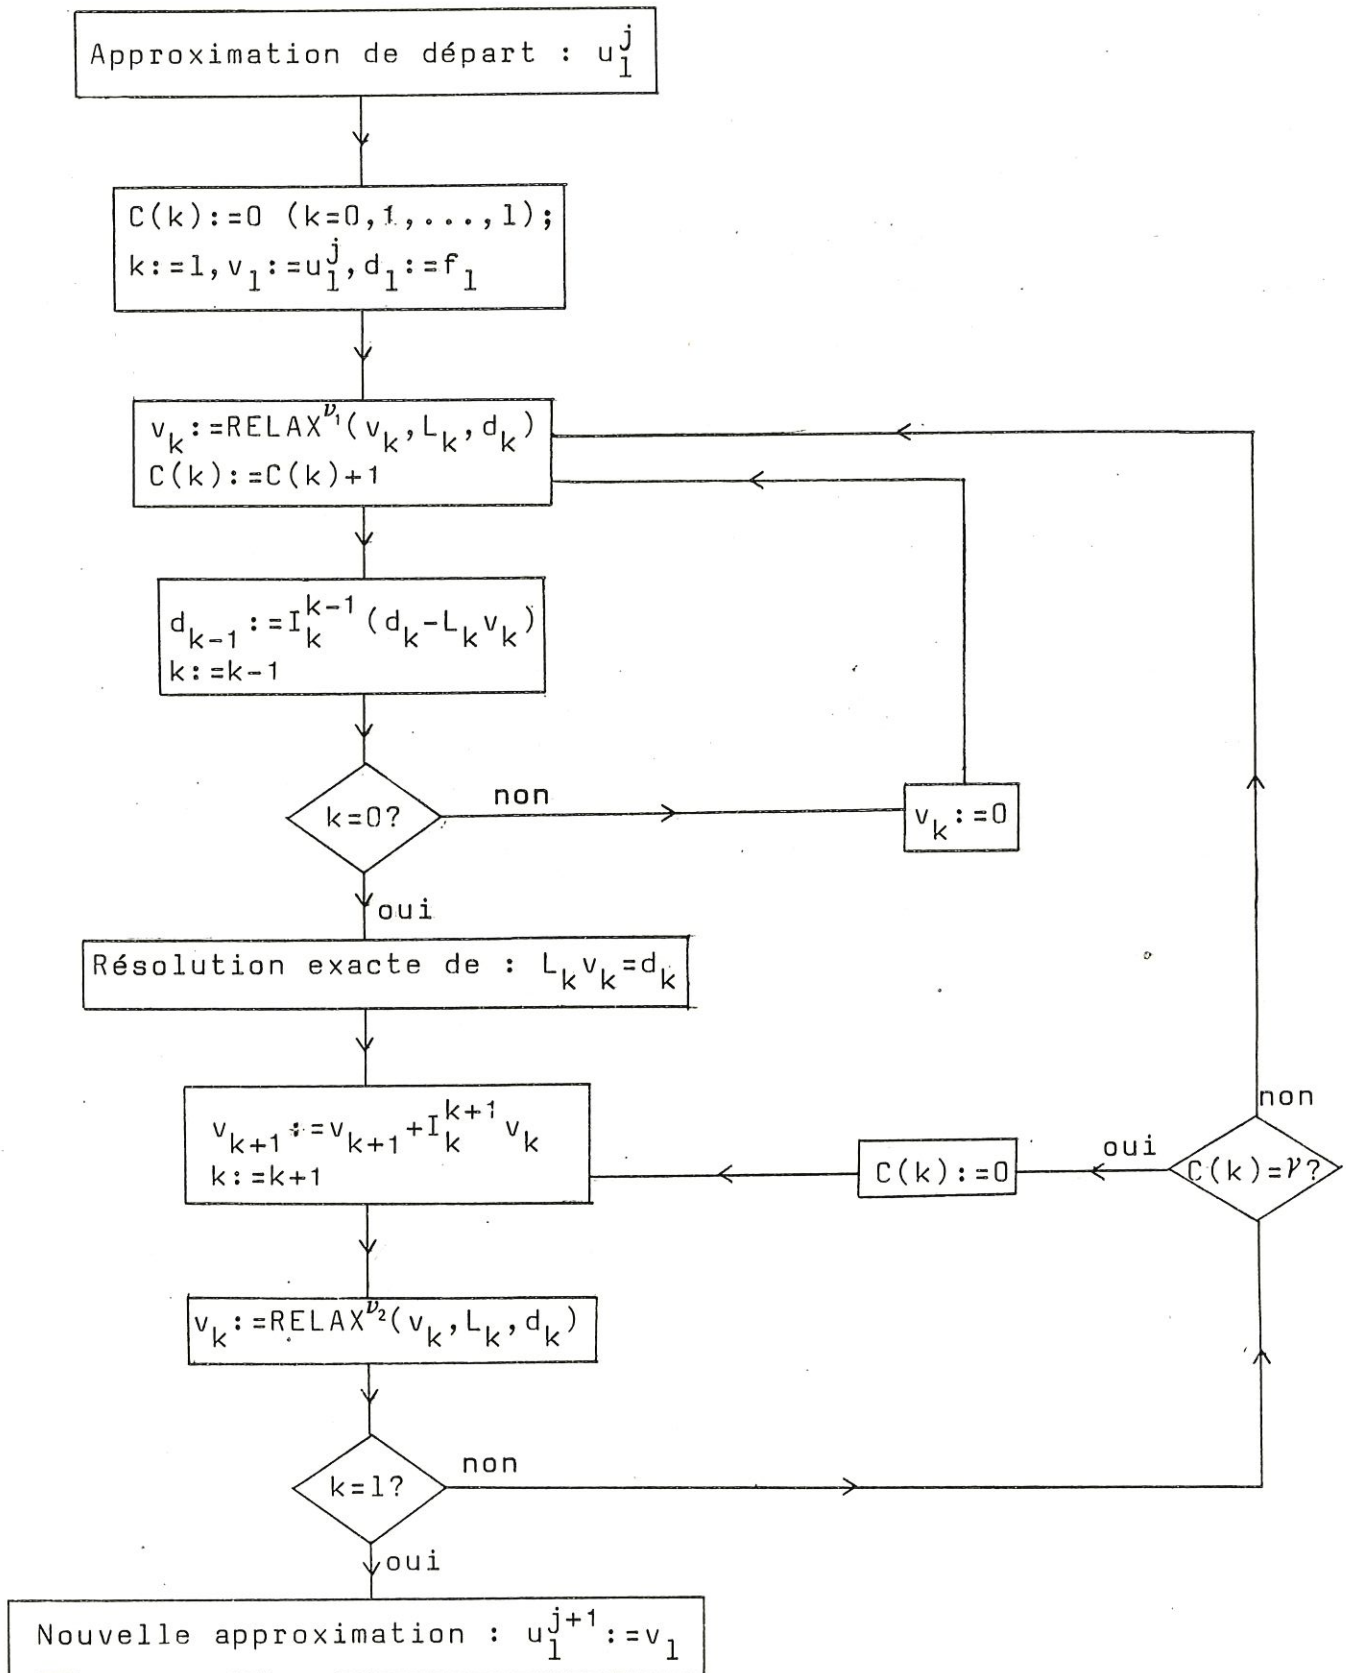 Approximation de départ : u_l^j
C(k):=0 (k=0,1,...,l);
k:=l, v_l:=u_l^j, d_l:=f_l
v_k:=RELAX^ν₁(v_k,L_k,d_k)
C(k):=C(k)+1
d_{k-1}:=I_k^{k-1}(d_k-L_k v_k)
k:=k-1
k=0?
non
v_k:=0
oui
Résolution exacte de : L_k v_k=d_k
v_{k+1}:=v_{k+1}+I_k^{k+1} v_k
k:=k+1
C(k):=0
oui
C(k)=γ?
non
v_k:=RELAX^ν₂(v_k,L_k,d_k)
k=l?
non
oui
Nouvelle approximation : u_l^{j+1}:=v_l